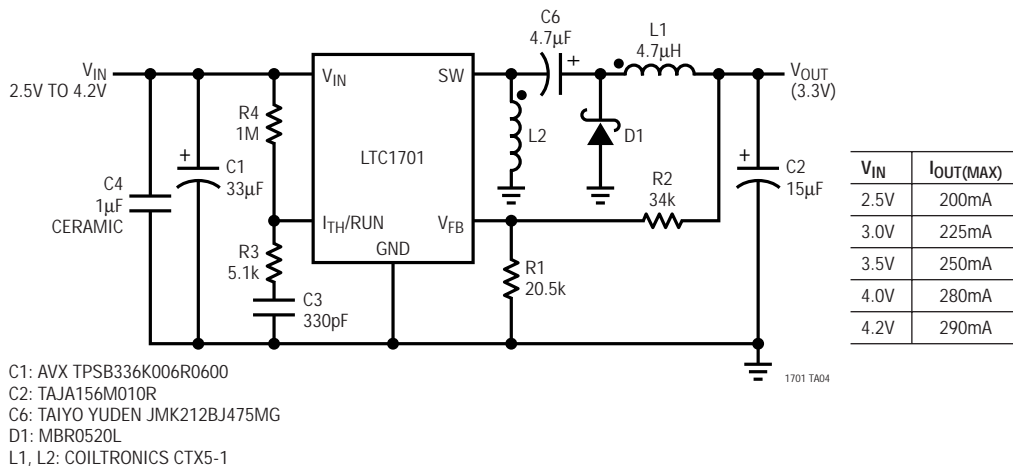 C6
4.7µF
+
L1
4.7µH
VIN
2.5V TO 4.2V
VIN
SW
VOUT
(3.3V)
R4
1M
L2
D1
LTC1701
+
C1
33µF
+
C2
15µF
C4
1µF
CERAMIC
R2
34k
ITH/RUN
VFB
GND
R3
5.1k
R1
20.5k
C3
330pF
VIN IOUT(MAX)
2.5V 200mA
3.0V 225mA
3.5V 250mA
4.0V 280mA
4.2V 290mA
1701 TA04
C1: AVX TPSB336K006R0600
C2: TAJA156M010R
C6: TAIYO YUDEN JMK212BJ475MG
D1: MBR0520L
L1, L2: COILTRONICS CTX5-1